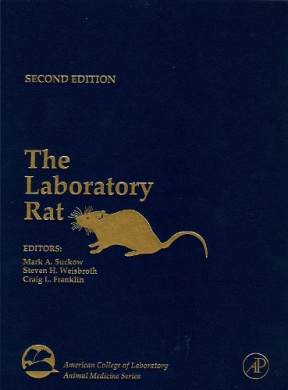 SECOND EDITION
The
Laboratory
Rat
EDITORS:
Mark A. Suckow
Steven H. Weisbroth
Craig L. Franklin
American College of Laboratory
Animal Medicine Series
AP